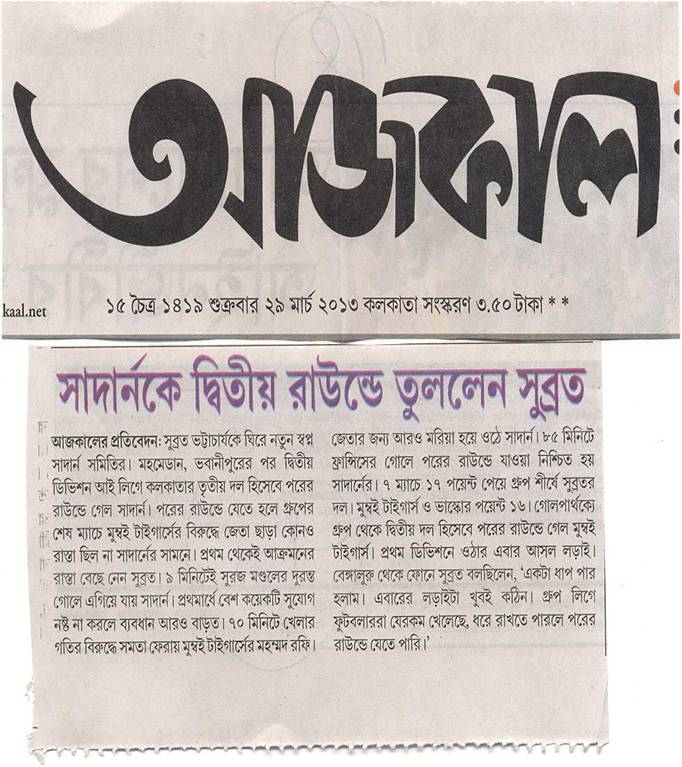 আজকাল
kaal.net
১৫ চৈত্র ১৪১৯ শুক্রবার ২৯ মার্চ ২০১৩ কলকাতা সংস্করণ ৩.৫০ টাকা * *
সাদার্নকে দ্বিতীয় রাউন্ডে তুললেন সুব্রত
আজকালের প্রতিবেদন: সুব্রত ভট্টাচার্যকে ঘিরে নতুন স্বপ্ন
সাদার্ন সমিতির। মহমেডান, ভবানীপুরের পর দ্বিতীয়
ডিভিশন আই লিগে কলকাতার তৃতীয় দল হিসেবে পরের
রাউন্ডে গেল সাদার্ন। পরের রাউন্ডে যেতে হলে গ্রুপের
শেষ ম্যাচে মুম্বই টাইগার্সের বিরুদ্ধে জেতা ছাড়া কোনও
রাস্তা ছিল না সাদার্নের সামনে। প্রথম থেকেই আক্রমনের
রাস্তা বেছে নেন সুব্রত। ৯ মিনিটেই সুরজ মণ্ডলের দুরন্ত
গোলে এগিয়ে যায় সাদার্ন। প্রথমার্ধে বেশ কয়েকটি সুযোগ
নষ্ট না করলে ব্যবধান আরও বাড়ত। ৭০ মিনিটে খেলার
গতির বিরুদ্ধে সমতা ফেরায় মুম্বই টাইগার্সের মহম্মদ রফি।
জেতার জন্য আরও মরিয়া হয়ে ওঠে সাদার্ন। ৮৫ মিনিটে
ফ্রান্সিসের গোলে পরের রাউন্ডে যাওয়া নিশ্চিত হয়
সাদার্নের। ৭ ম্যাচে ১৭ পয়েন্ট পেয়ে গ্রুপ শীর্ষে সুব্রতর
দল। মুম্বই টাইগার্স ও ভাস্কোর পয়েন্ট ১৬। গোলপার্থক্যে
গ্রুপ থেকে দ্বিতীয় দল হিসেবে পরের রাউন্ডে গেল মুম্বই
টাইগার্স। প্রথম ডিভিশনে ওঠার এবার আসল লড়াই।
বেঙ্গালুরু থেকে ফোনে সুব্রত বলছিলেন, ‘একটা ধাপ পার
হলাম। এবারের লড়াইটা খুবই কঠিন। গ্রুপ লিগে
ফুটবলাররা যেরকম খেলেছে, ধরে রাখতে পারলে পরের
রাউন্ডে যেতে পারি।’